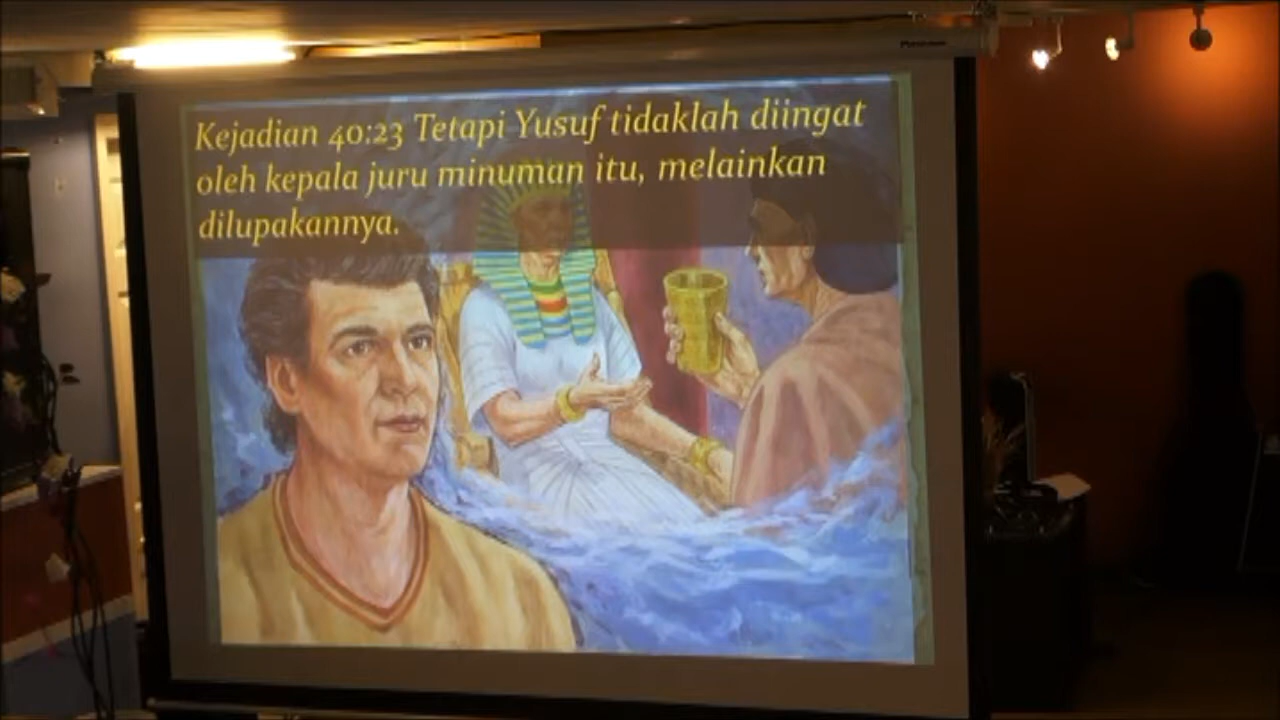 Kejadian 40:23 Tetapi Yusuf tidaklah diingat
oleh kepala juru minuman itu, melainkan
dilupakannya.